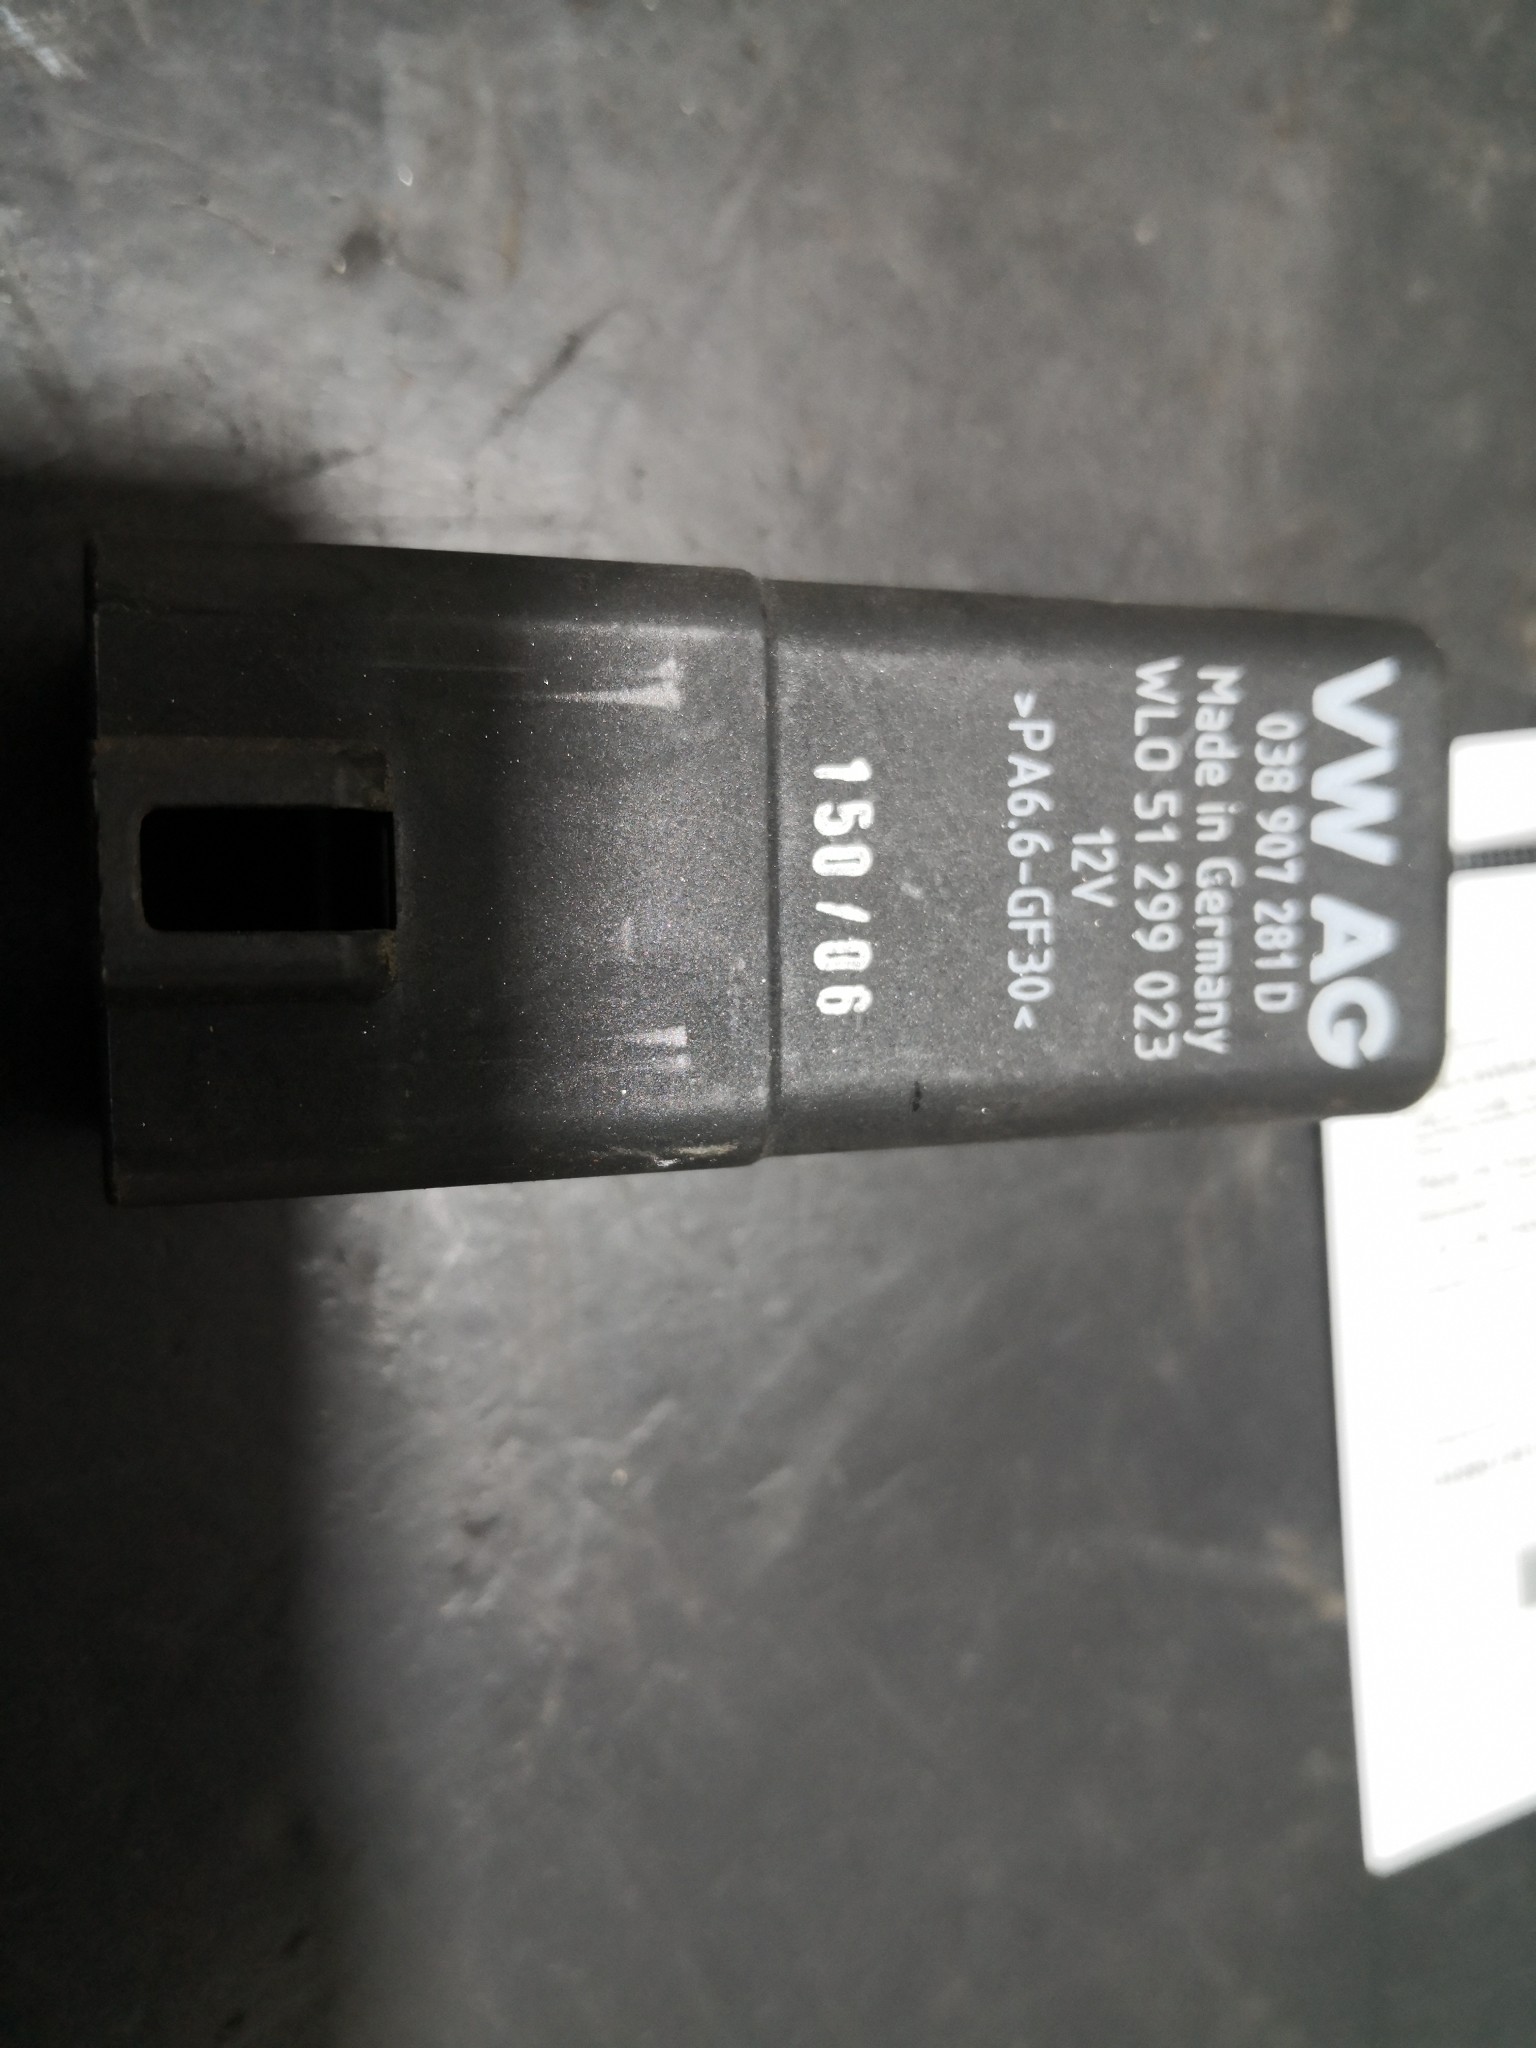 VW AG
038 907 281 D
Made in Germany
WLO 51 299 023
12V
>PA6.6-GF30<
150/06